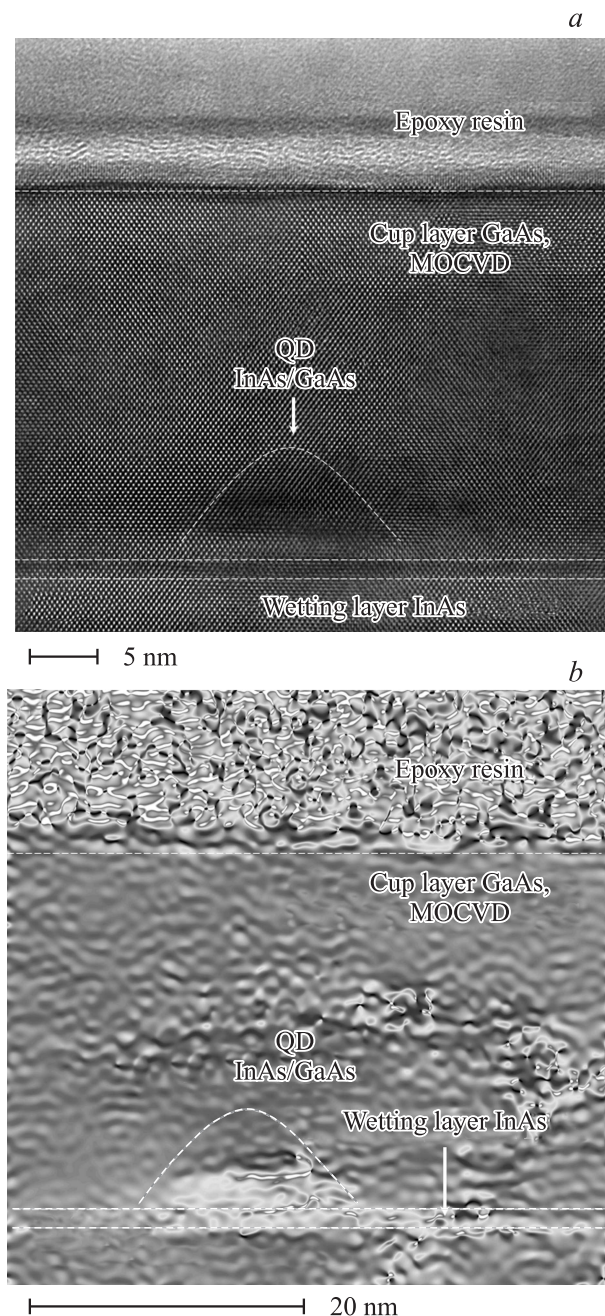 a
Epoxy resin
Cup layer GaAs,
MOCVD
QD
InAs/GaAs
Wetting layer InAs
5 nm
b
Epoxy resin
Cup layer GaAs,
MOCVD
QD
InAs/GaAs
Wetting layer InAs
20 nm